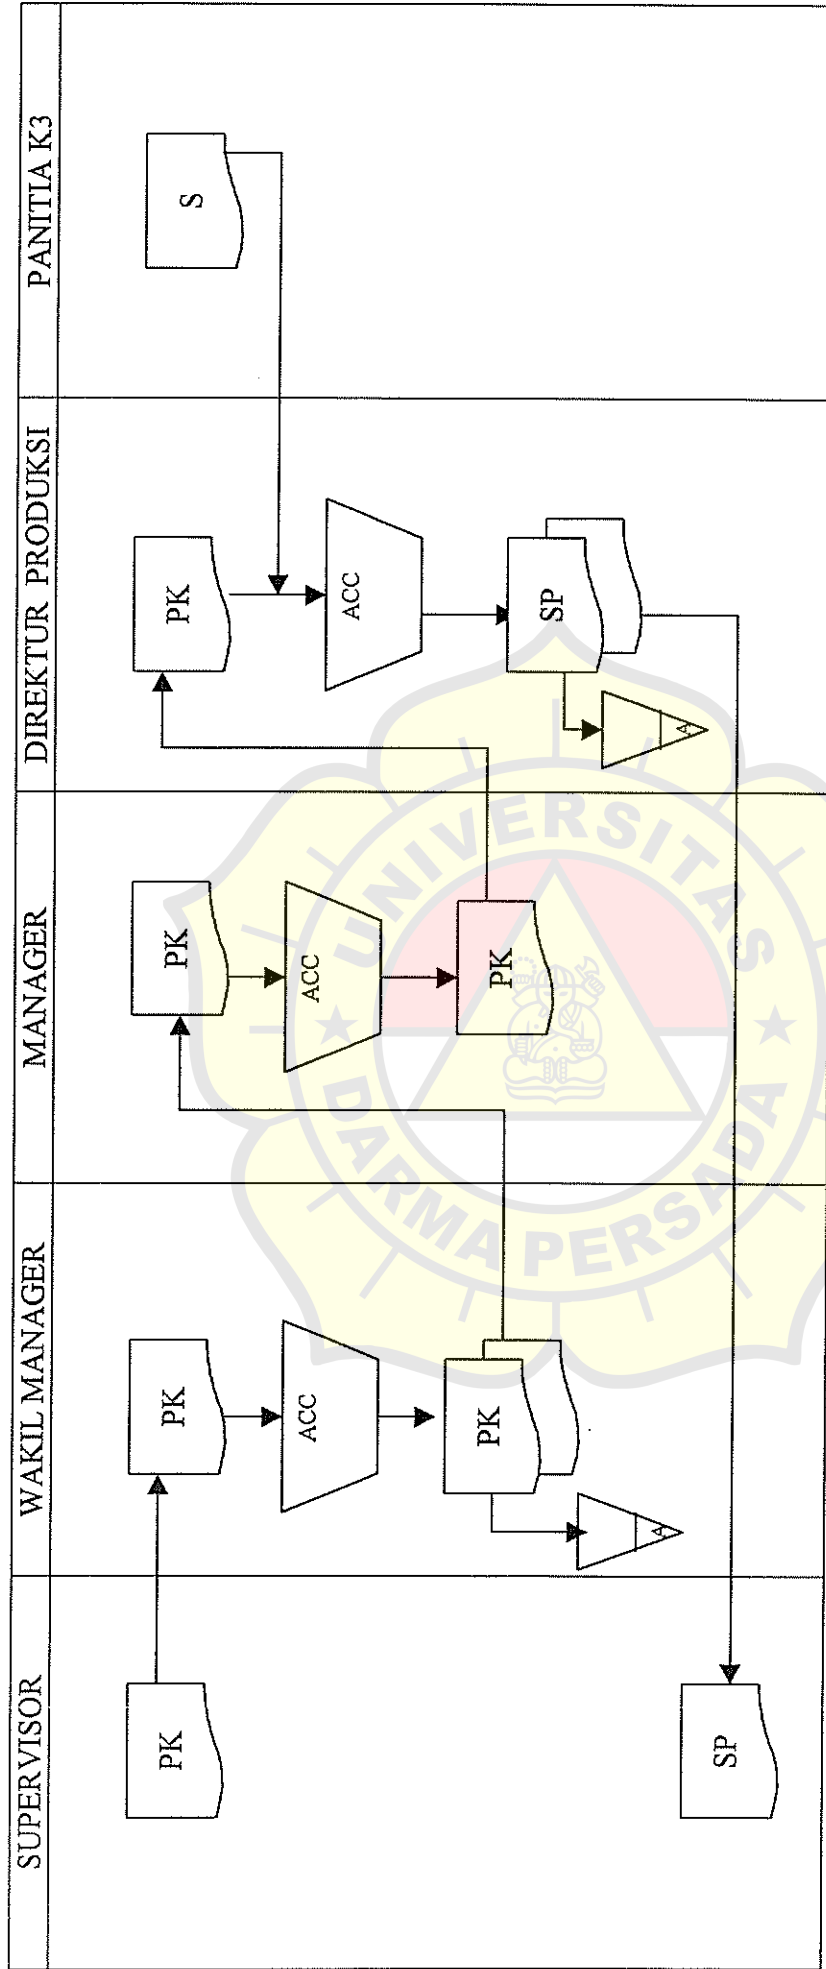 SUPERVISOR
WAKIL MANAGER
MANAGER
DIREKTUR PRODUKSI
PANITIA K3
PK
PK
PK
PK
S
ACC
ACC
ACC
PK
PK
SP
A
A
SP
UNIVERSITAS
DARMA PERSADA